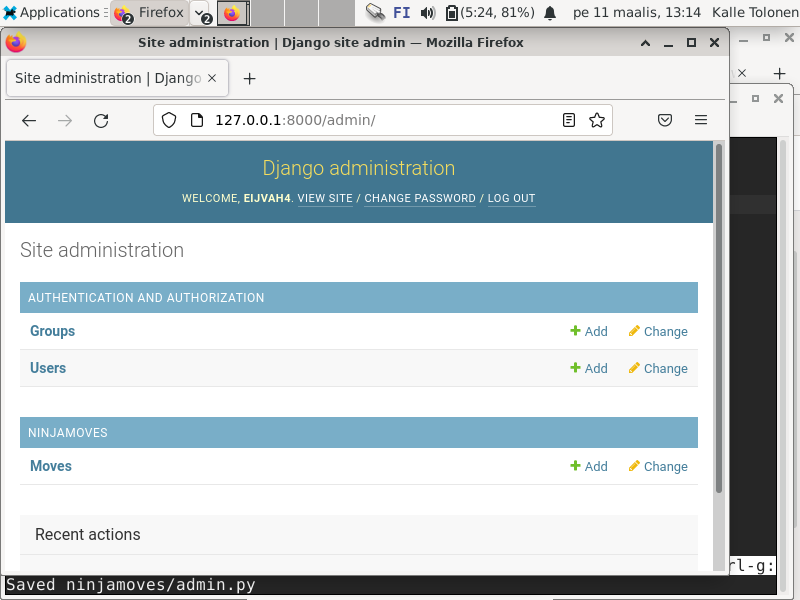 Applications
2
Firefox
2
FI
(5:24, 81%)
pe 11 maalis, 13:14
Kalle Tolonen
Site administration | Django site admin — Mozilla Firefox
Site administration | Django
127.0.0.1:8000/admin/
Django administration
WELCOME, EIJVAH4. VIEW SITE / CHANGE PASSWORD / LOG OUT
Site administration
AUTHENTICATION AND AUTHORIZATION
Groups Add Change
Users Add Change
NINJAMOVES
Moves Add Change
Recent actions
rl-g:
Saved ninjamoves/admin.py